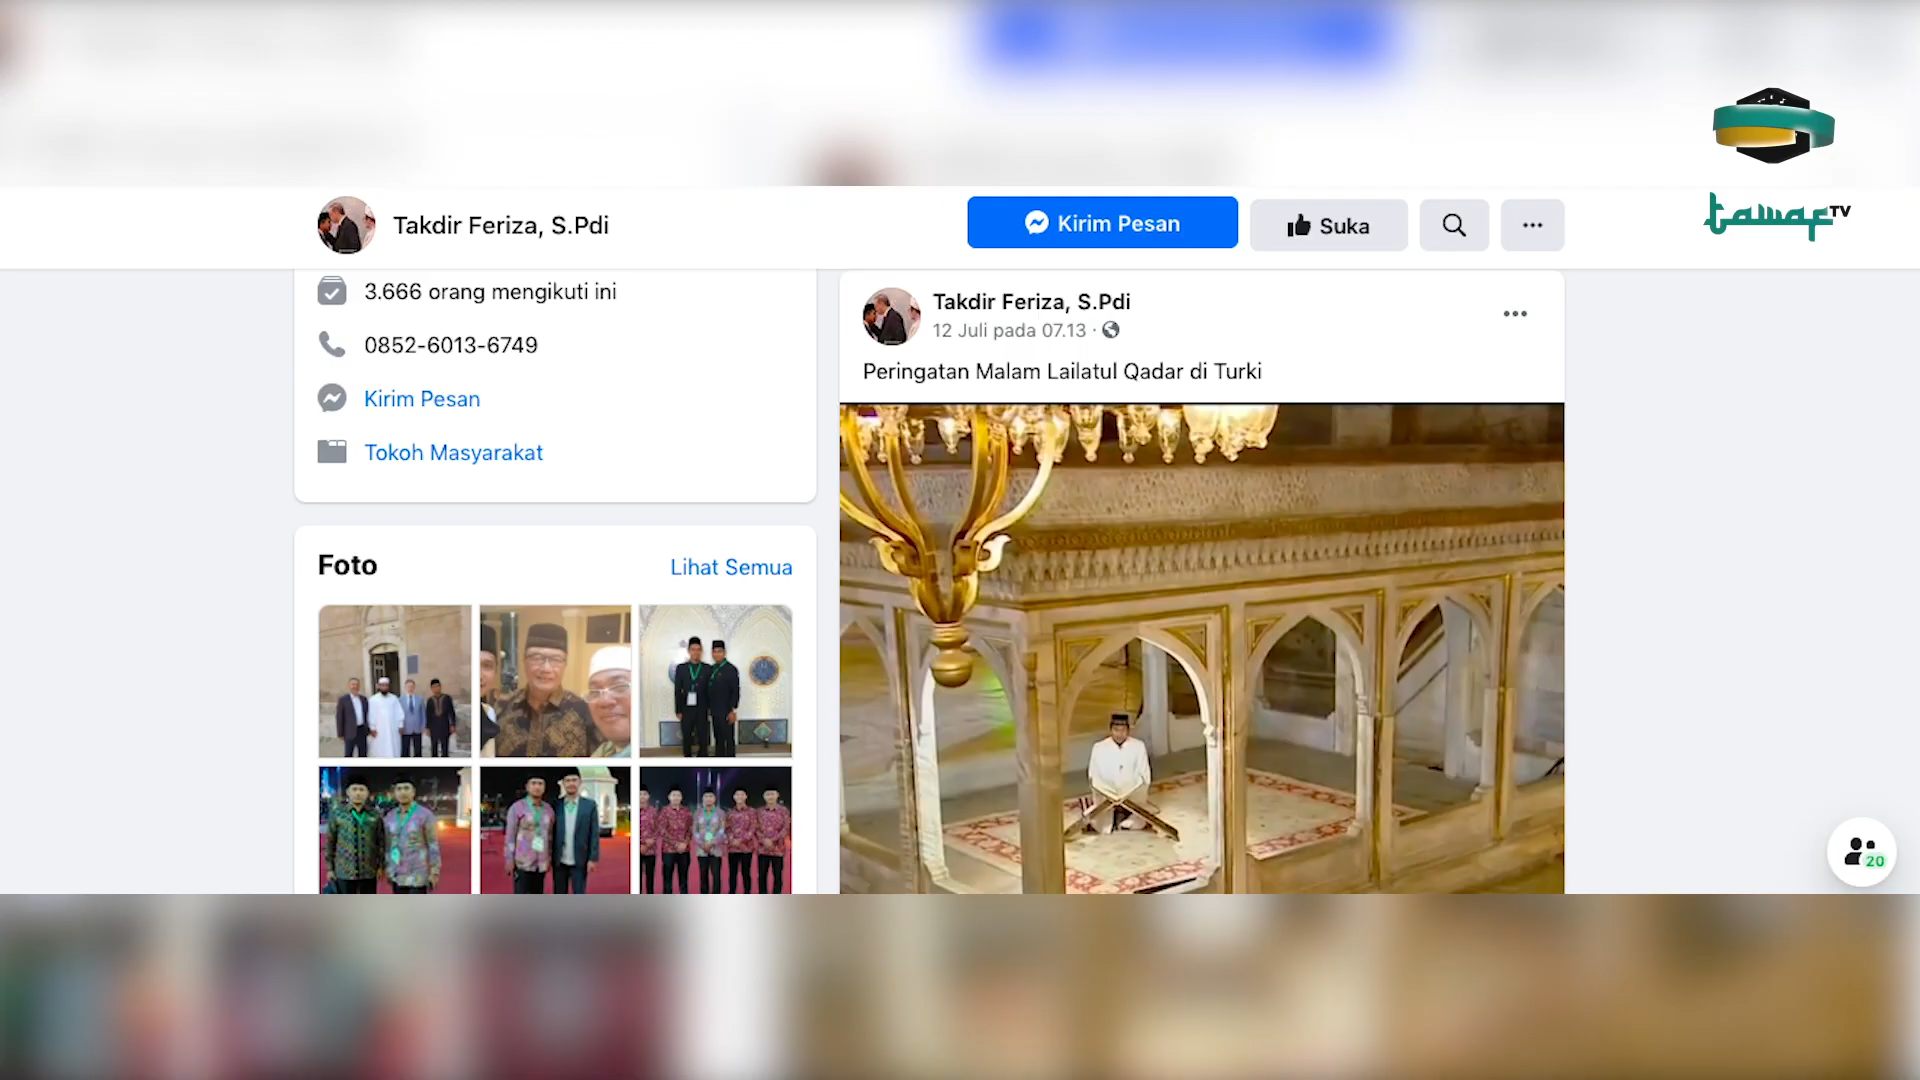 tawaf TV
Takdir Feriza, S.Pdi
Kirim Pesan
Suka
3.666 orang mengikuti ini
0852-6013-6749
Kirim Pesan
Tokoh Masyarakat
Foto
Lihat Semua
Takdir Feriza, S.Pdi
12 Juli pada 07.13 ·
Peringatan Malam Lailatul Qadar di Turki
20